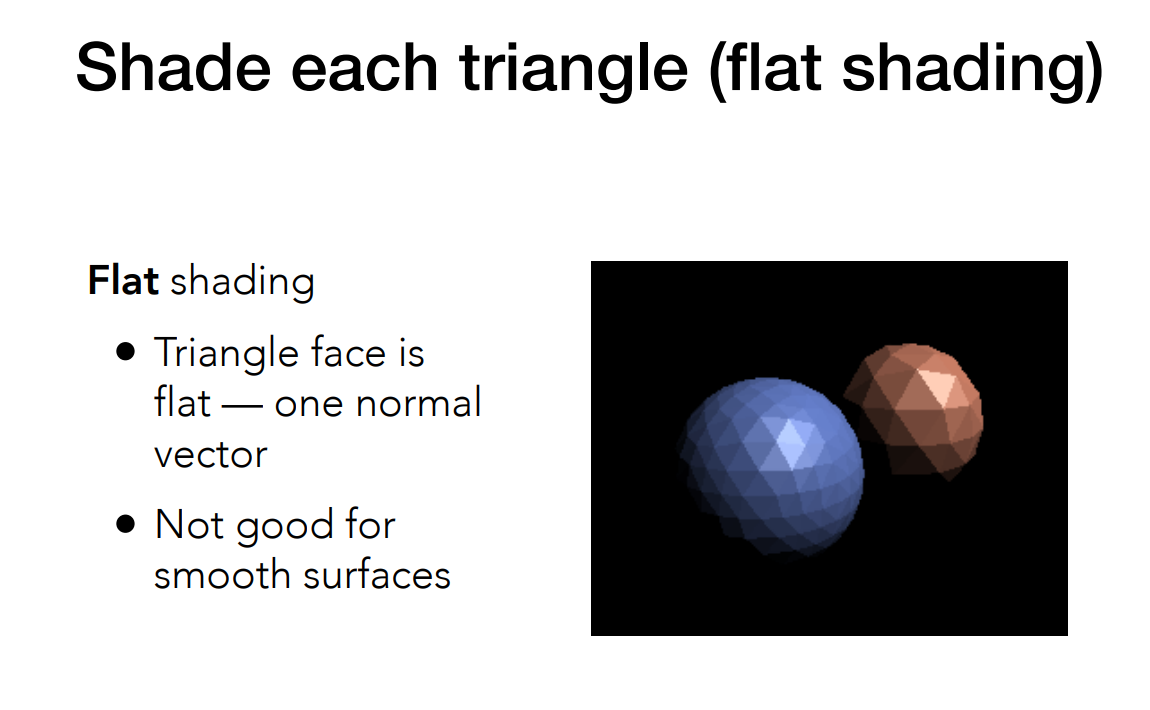 Shade each triangle (flat shading)
Flat shading
• Triangle face is
flat — one normal
vector
• Not good for
smooth surfaces